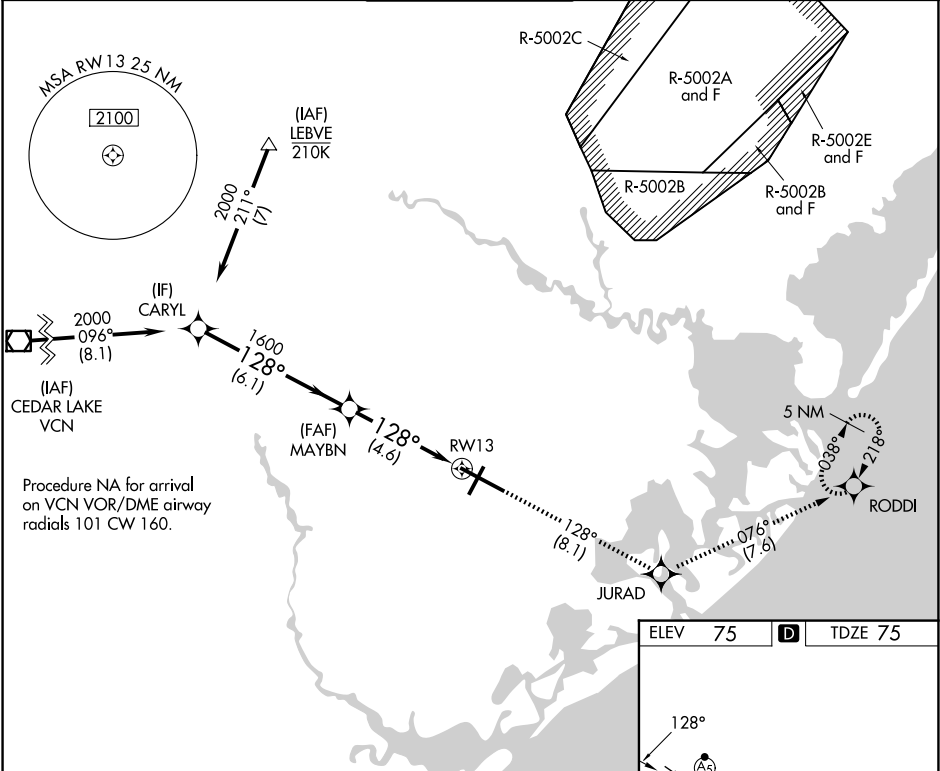 MSA RW13 25 NM
2100
(IAF)
LEBVE
210K
2000
211°
(7)
R-5002C
R-5002A
and F
R-5002E
and F
R-5002B
R-5002B
and F
(IF)
CARYL
2000
096°
(8.1)
(IAF)
CEDAR LAKE
VCN
1600
128°
(6.1)
(FAF)
MAYBN
128°
(4.6)
RW13
5 NM
038°
218°
RODDI
Procedure NA for arrival
on VCN VOR/DME airway
radials 101 CW 160.
128°
(8.1)
076°
(7.6)
JURAD
ELEV 75 D TDZE 75
128°
A5